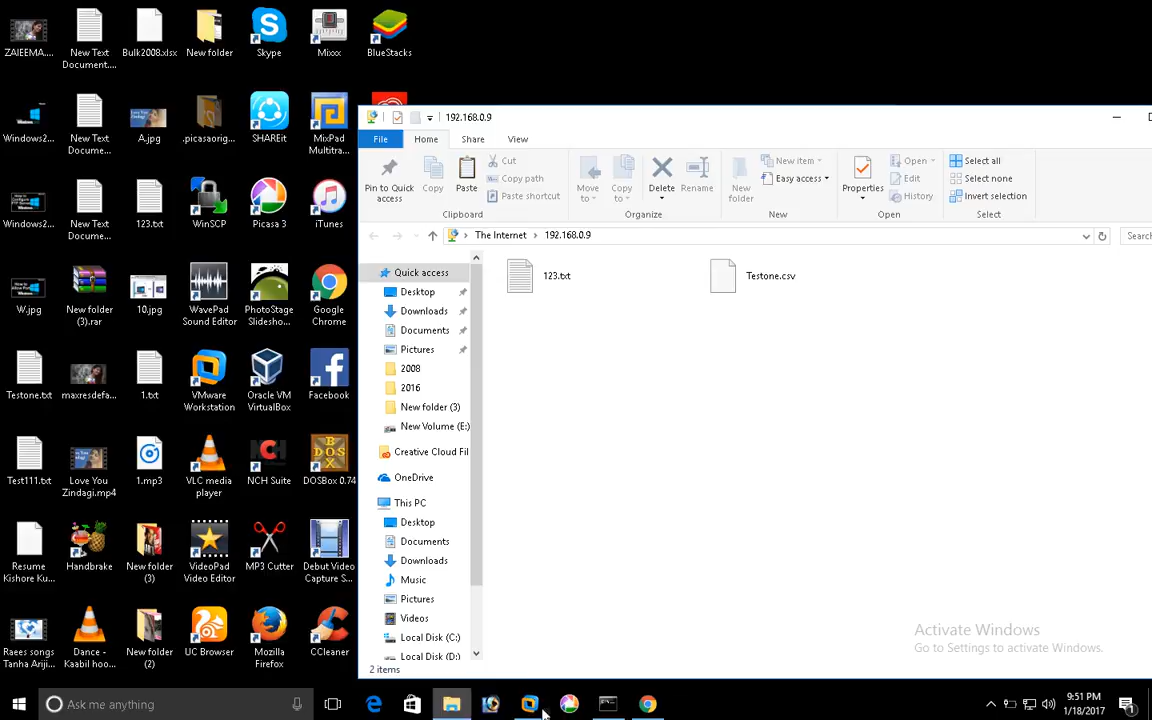 ZAIEEMA....
New Text
Document....
Bulk2008.xlsx
New folder
Skype
Mixxx
BlueStacks
Windows2...
New Text
Docume...
A.jpg
.picasaorig...
SHAREit
MixPad
Multitra...
Windows2...
New Text
Docume...
123.txt
WinSCP
Picasa 3
iTunes
W.jpg
New folder
(3).rar
10.jpg
WavePad
Sound Editor
PhotoStage
Slidesho...
Google
Chrome
Testone.txt
maxresdefa...
1.txt
VMware
Workstation
Oracle VM
VirtualBox
Facebook
Test111.txt
Love You
Zindagi.mp4
1.mp3
VLC media
player
NCH Suite
DOSBox 0.74
Resume
Kishore Ku...
Handbrake
New folder
(3)
VideoPad
Video Editor
MP3 Cutter
Debut Video
Capture S...
Raees songs
Tanha Ariji...
Dance -
Kaabil hoo...
New folder
(2)
UC Browser
Mozilla
Firefox
CCleaner
192.168.0.9
File
Home
Share
View
Pin to Quick
access
Copy
Paste
Cut
Copy path
Paste shortcut
Clipboard
Move
to
Copy
to
Delete
Rename
Organize
New
folder
New item
Easy access
New
Properties
Open
Edit
History
Open
Select all
Select none
Invert selection
Select
The Internet
192.168.0.9
Search
Quick access
Desktop
Downloads
Documents
Pictures
2008
2016
New folder (3)
New Volume (E:)
Creative Cloud Fil
OneDrive
This PC
Desktop
Documents
Downloads
Music
Pictures
Videos
Local Disk (C:)
Local Disk (D:)
123.txt
Testone.csv
2 items
Activate Windows
Go to Settings to activate Windows.
Ask me anything
9:51 PM
1/18/2017
1